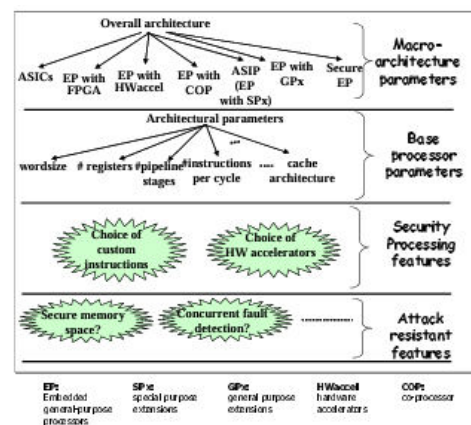 Overall architecture
ASICs
EP with
FPGA
EP with
HWaccel
EP with
COP
ASIP
(EP
with SPx)
EP with
GPx
Secure
EP
Macro-
architecture
parameters
Architectural parameters
...
wordsize
# registers
#pipeline
stages
#instructions
per cycle
....
cache
architecture
Base
processor
parameters
Choice of
custom
instructions
Choice of
HW accelerators
Security
Processing
features
Secure memory
space?
Concurrent fault
detection?
................
Attack
resistant
features
EP:
Embedded
general-purpose
processors
SPx:
special purpose
extensions
GPx:
general purpose
extensions
HWaccel:
hardware
accelerators
COP:
co-processor